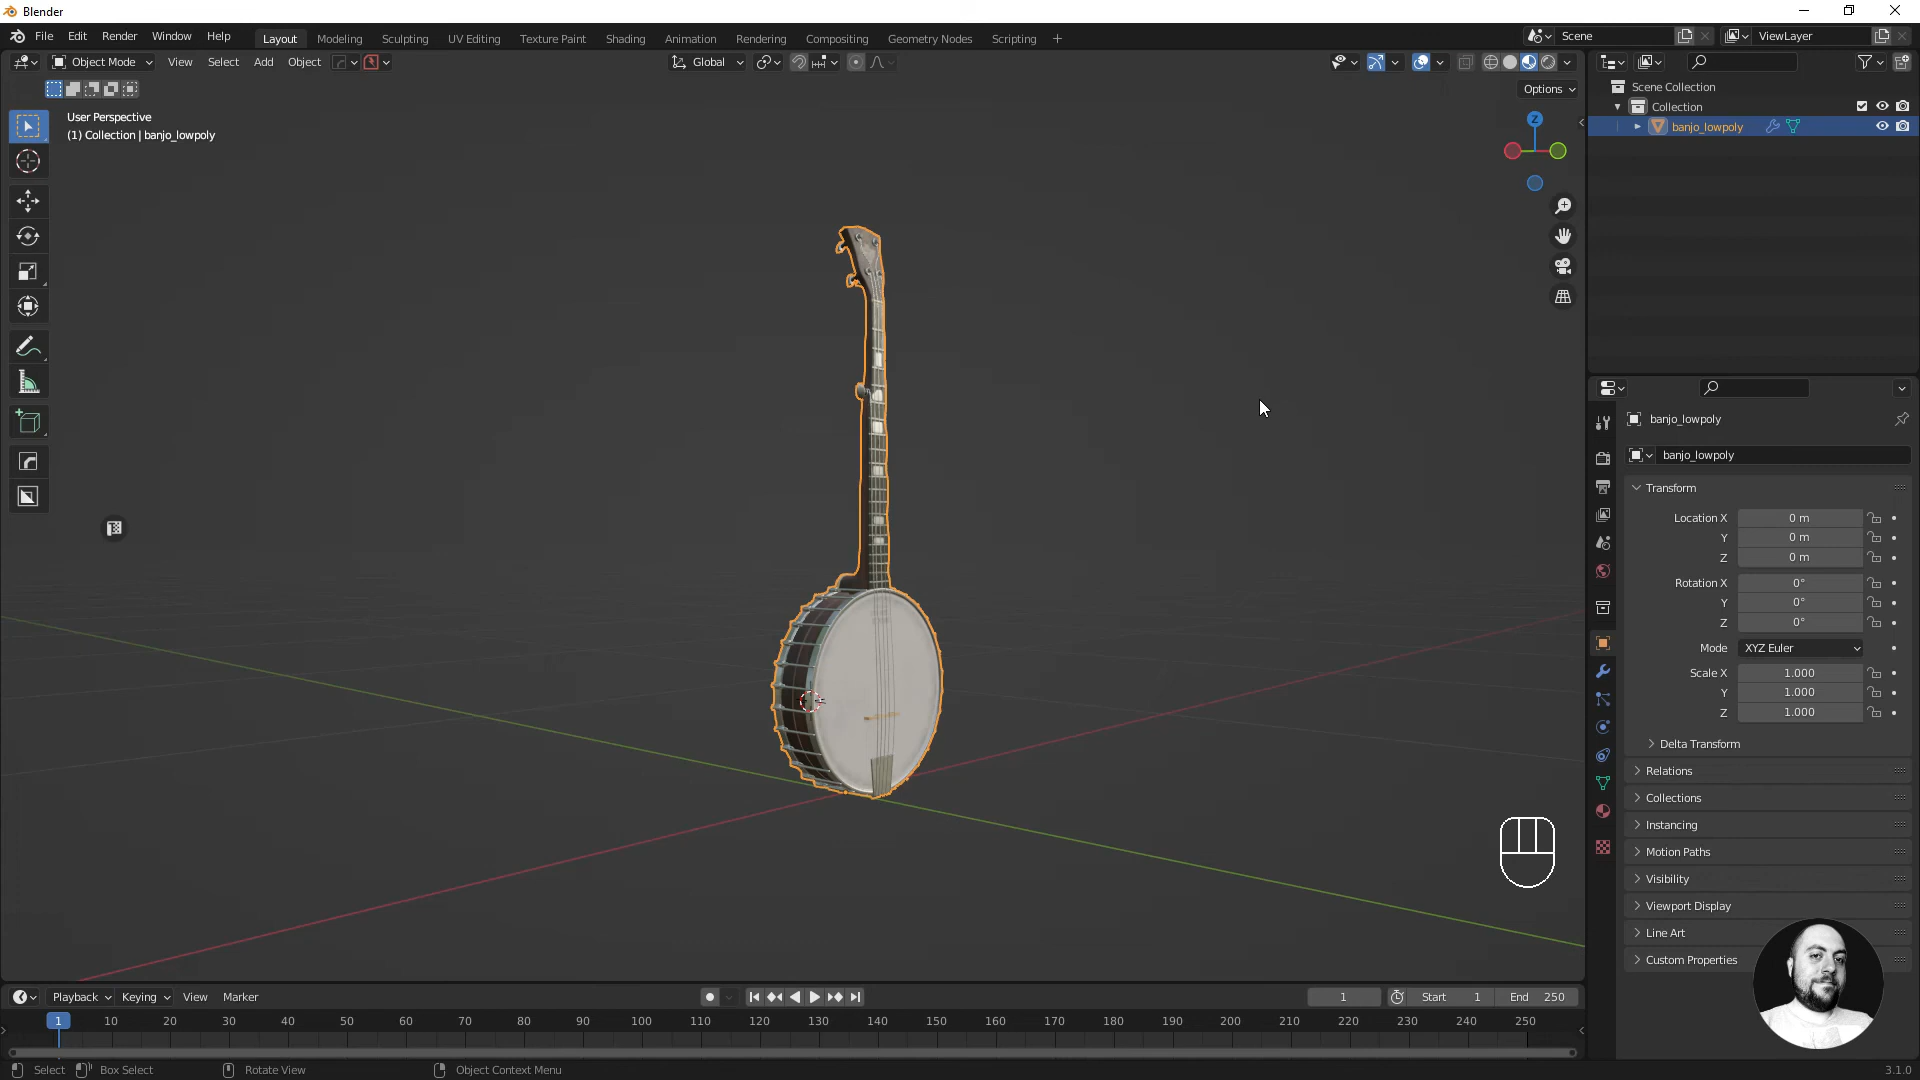 Blender
File Edit Render Window Help
Layout Modeling Sculpting UV Editing Texture Paint Shading Animation Rendering Compositing Geometry Nodes Scripting +
Scene
ViewLayer
Object Mode View Select Add Object
Global
Options
User Perspective
(1) Collection | banjo_lowpoly
Z
Scene Collection
Collection
banjo_lowpoly
banjo_lowpoly
banjo_lowpoly
Transform
Location X 0 m
Y 0 m
Z 0 m
Rotation X 0°
Y 0°
Z 0°
Mode XYZ Euler
Scale X 1.000
Y 1.000
Z 1.000
Delta Transform
Relations
Collections
Instancing
Motion Paths
Visibility
Viewport Display
Line Art
Custom Properties
Playback Keying View Marker
1 Start 1 End 250
1 10 20 30 40 50 60 70 80 90 100 110 120 130 140 150 160 170 180 190 200 210 220 230 240 250
Select Box Select Rotate View Object Context Menu 3.1.0